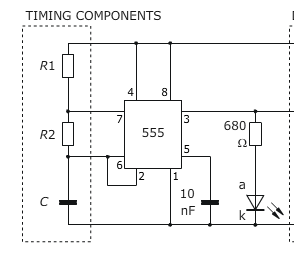 TIMING COMPONENTS
R1
4 8
7 3
680
Ω
R2
555
5
6
2 1
a
C
10
nF
k